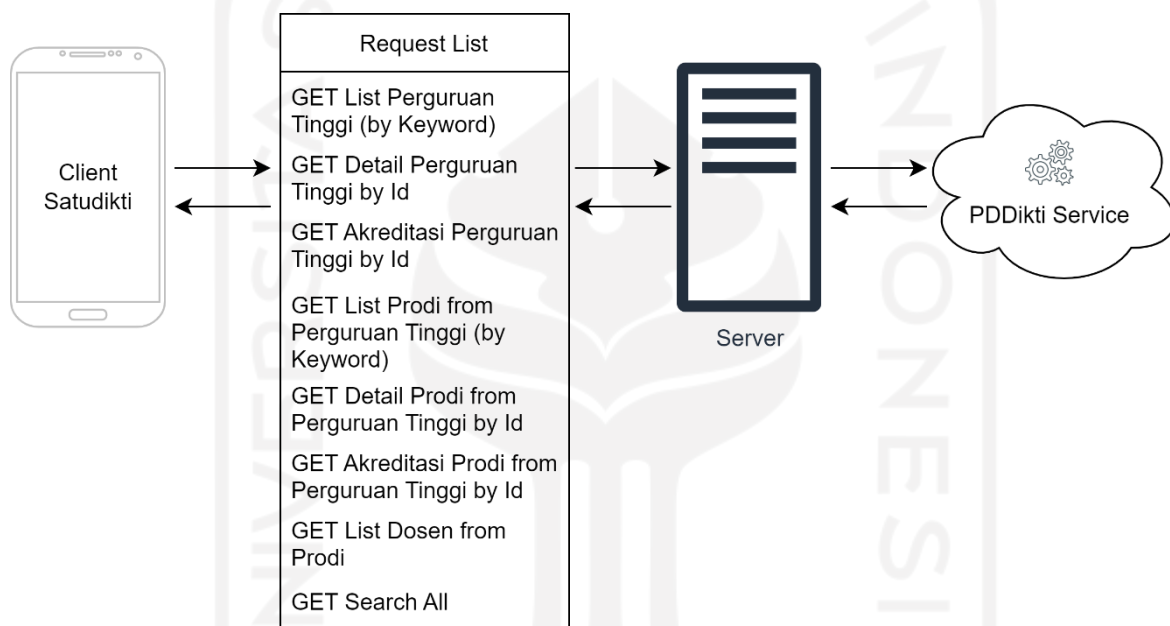 Request List
Client
Satudikti
GET List Perguruan
Tinggi (by Keyword)
GET Detail Perguruan
Tinggi by Id
GET Akreditasi Perguruan
Tinggi by Id
GET List Prodi from
Perguruan Tinggi (by
Keyword)
GET Detail Prodi from
Perguruan Tinggi by Id
GET Akreditasi Prodi from
Perguruan Tinggi by Id
GET List Dosen from
Prodi
GET Search All
Server
PDDikti Service